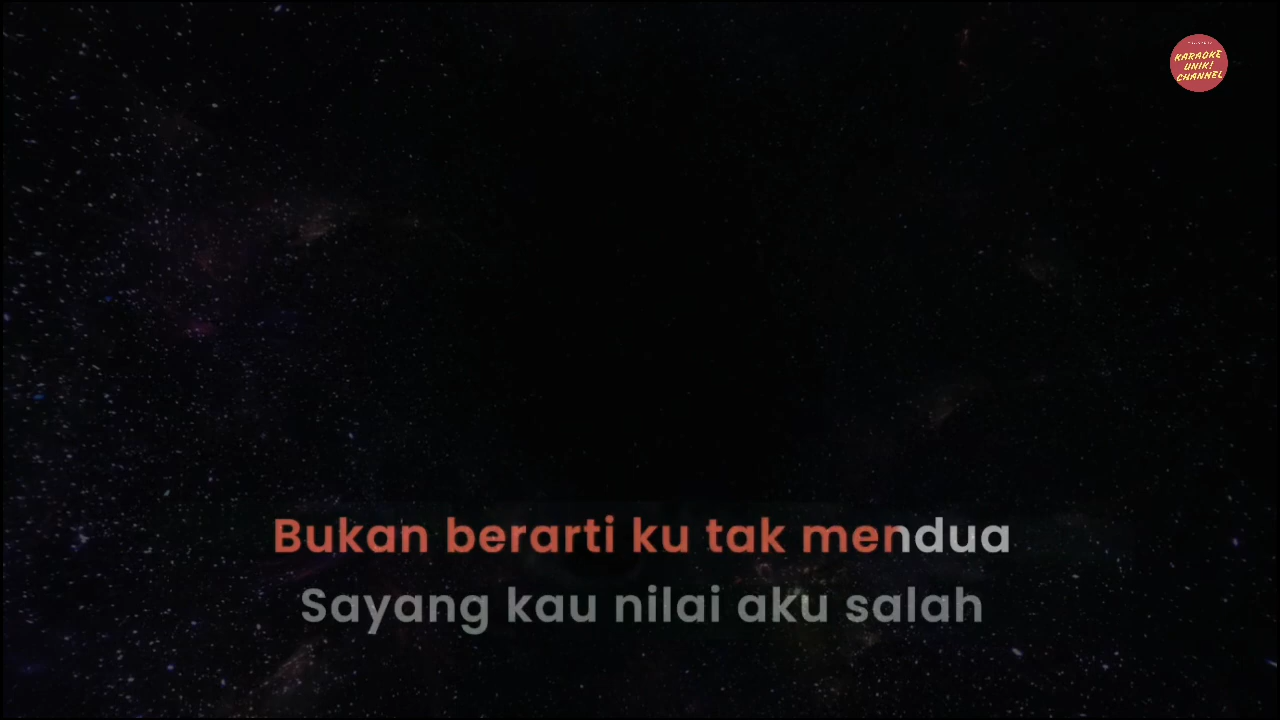 KARAOKE
UNIK!
CHANNEL
Bukan berarti ku tak mendua
Sayang kau nilai aku salah